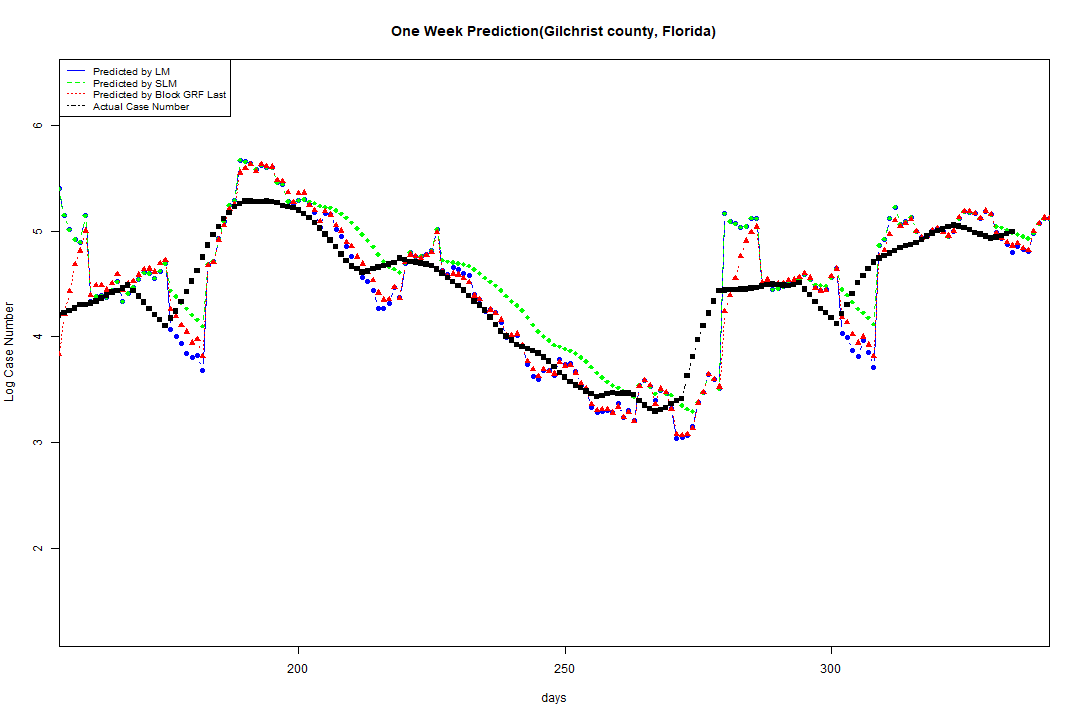 One Week Prediction(Gilchrist county, Florida)
Predicted by LM
Predicted by SLM
Predicted by Block GRF Last
Actual Case Number
6
5
4
3
2
Log Case Number
200
250
300
days